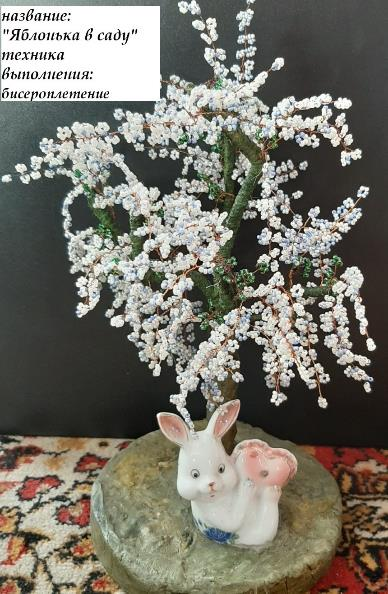 название:
"Яблонька в саду"
техника
выполнения:
бисероплетение